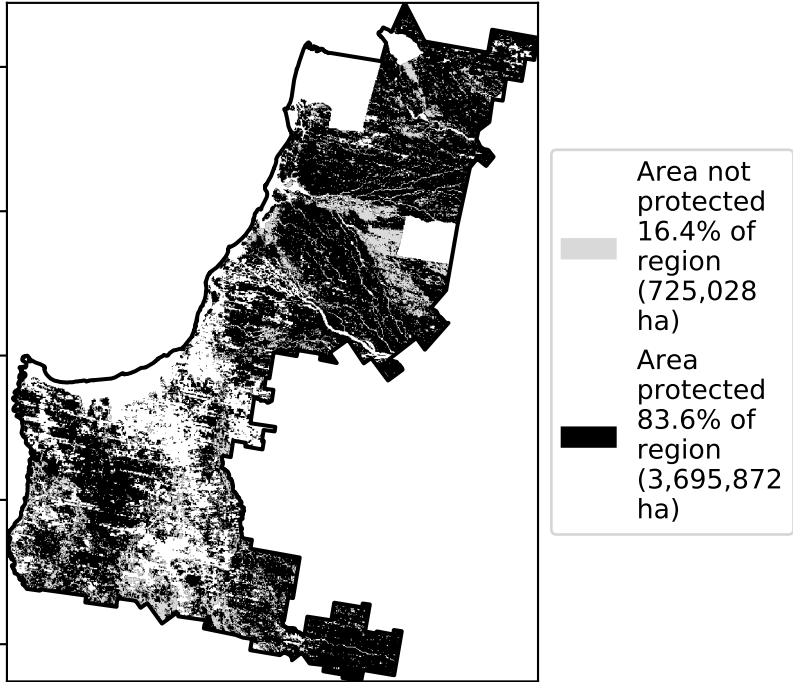 Area not
protected
16.4% of
region
(725,028
ha)
Area
protected
83.6% of
region
(3,695,872
ha)